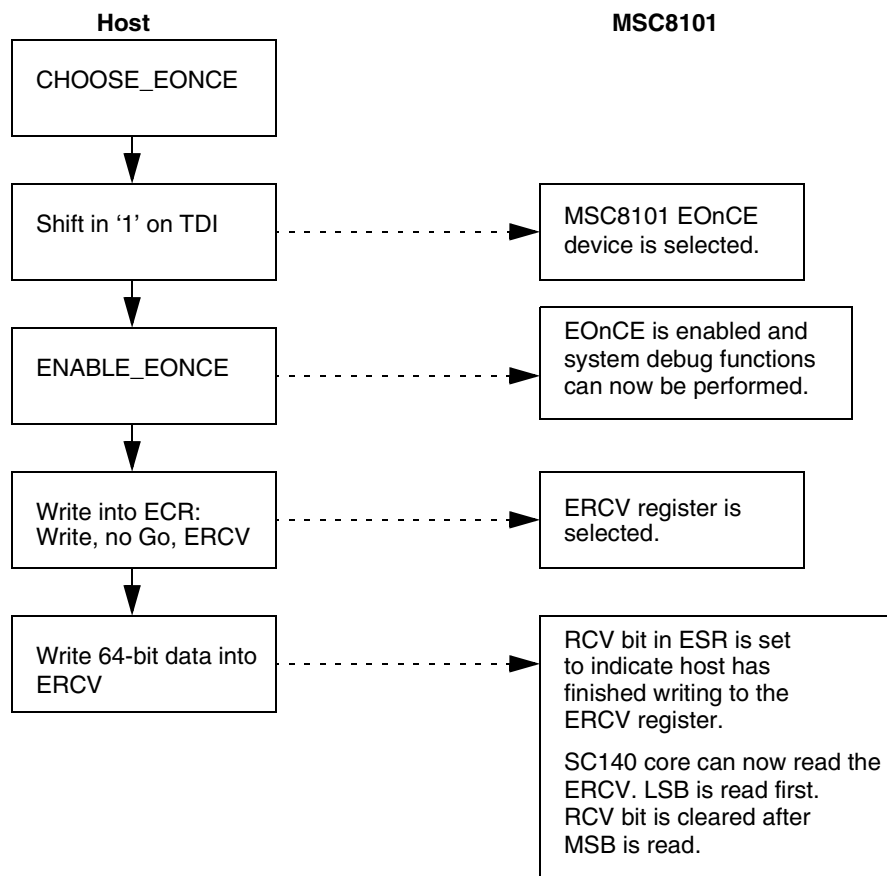 Host
MSC8101
CHOOSE_EONCE
Shift in ‘1’ on TDI
MSC8101 EOnCE
device is selected.
ENABLE_EONCE
EOnCE is enabled and
system debug functions
can now be performed.
Write into ECR:
Write, no Go, ERCV
ERCV register is
selected.
Write 64-bit data into
ERCV
RCV bit in ESR is set
to indicate host has
finished writing to the
ERCV register.
SC140 core can now read the
ERCV. LSB is read first.
RCV bit is cleared after
MSB is read.